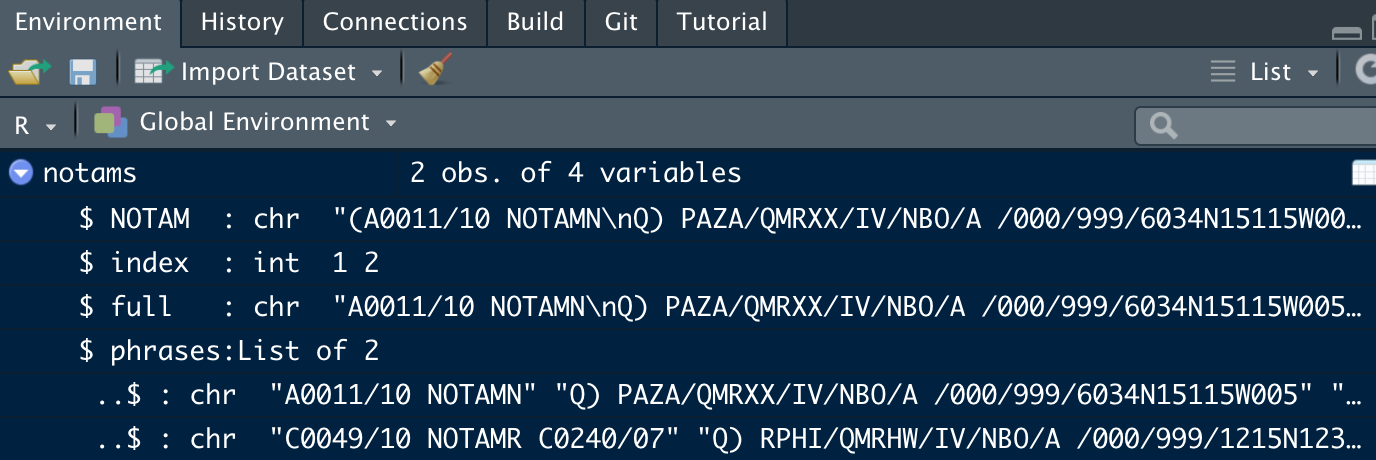 Environment History Connections Build Git Tutorial
Import Dataset List
R Global Environment
notams 2 obs. of 4 variables
$ NOTAM : chr "(A0011/10 NOTAMN\nQ) PAZA/QMRXX/IV/NBO/A /000/999/6034N15115W00…
$ index : int 1 2
$ full : chr "A0011/10 NOTAMN\nQ) PAZA/QMRXX/IV/NBO/A /000/999/6034N15115W005…
$ phrases:List of 2
..$ : chr "A0011/10 NOTAMN" "Q) PAZA/QMRXX/IV/NBO/A /000/999/6034N15115W005" "…
..$ : chr "C0049/10 NOTAMR C0240/07" "Q) RPHI/QMRHW/IV/NBO/A /000/999/1215N123…